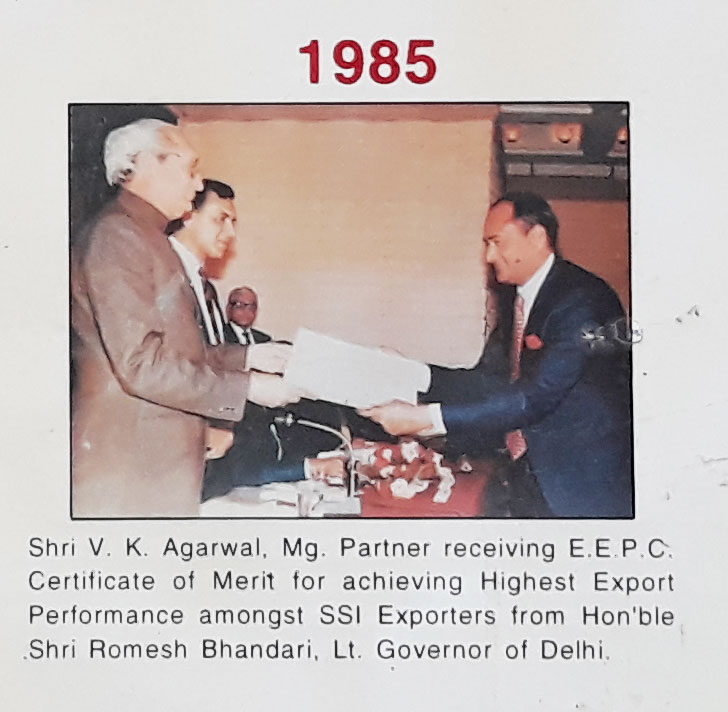 1985
Shri V. K. Agarwal, Mg. Partner receiving E.E.P.C.
Certificate of Merit for achieving Highest Export
Performance amongst SSI Exporters from Hon'ble
Shri Romesh Bhandari, Lt. Governor of Delhi.